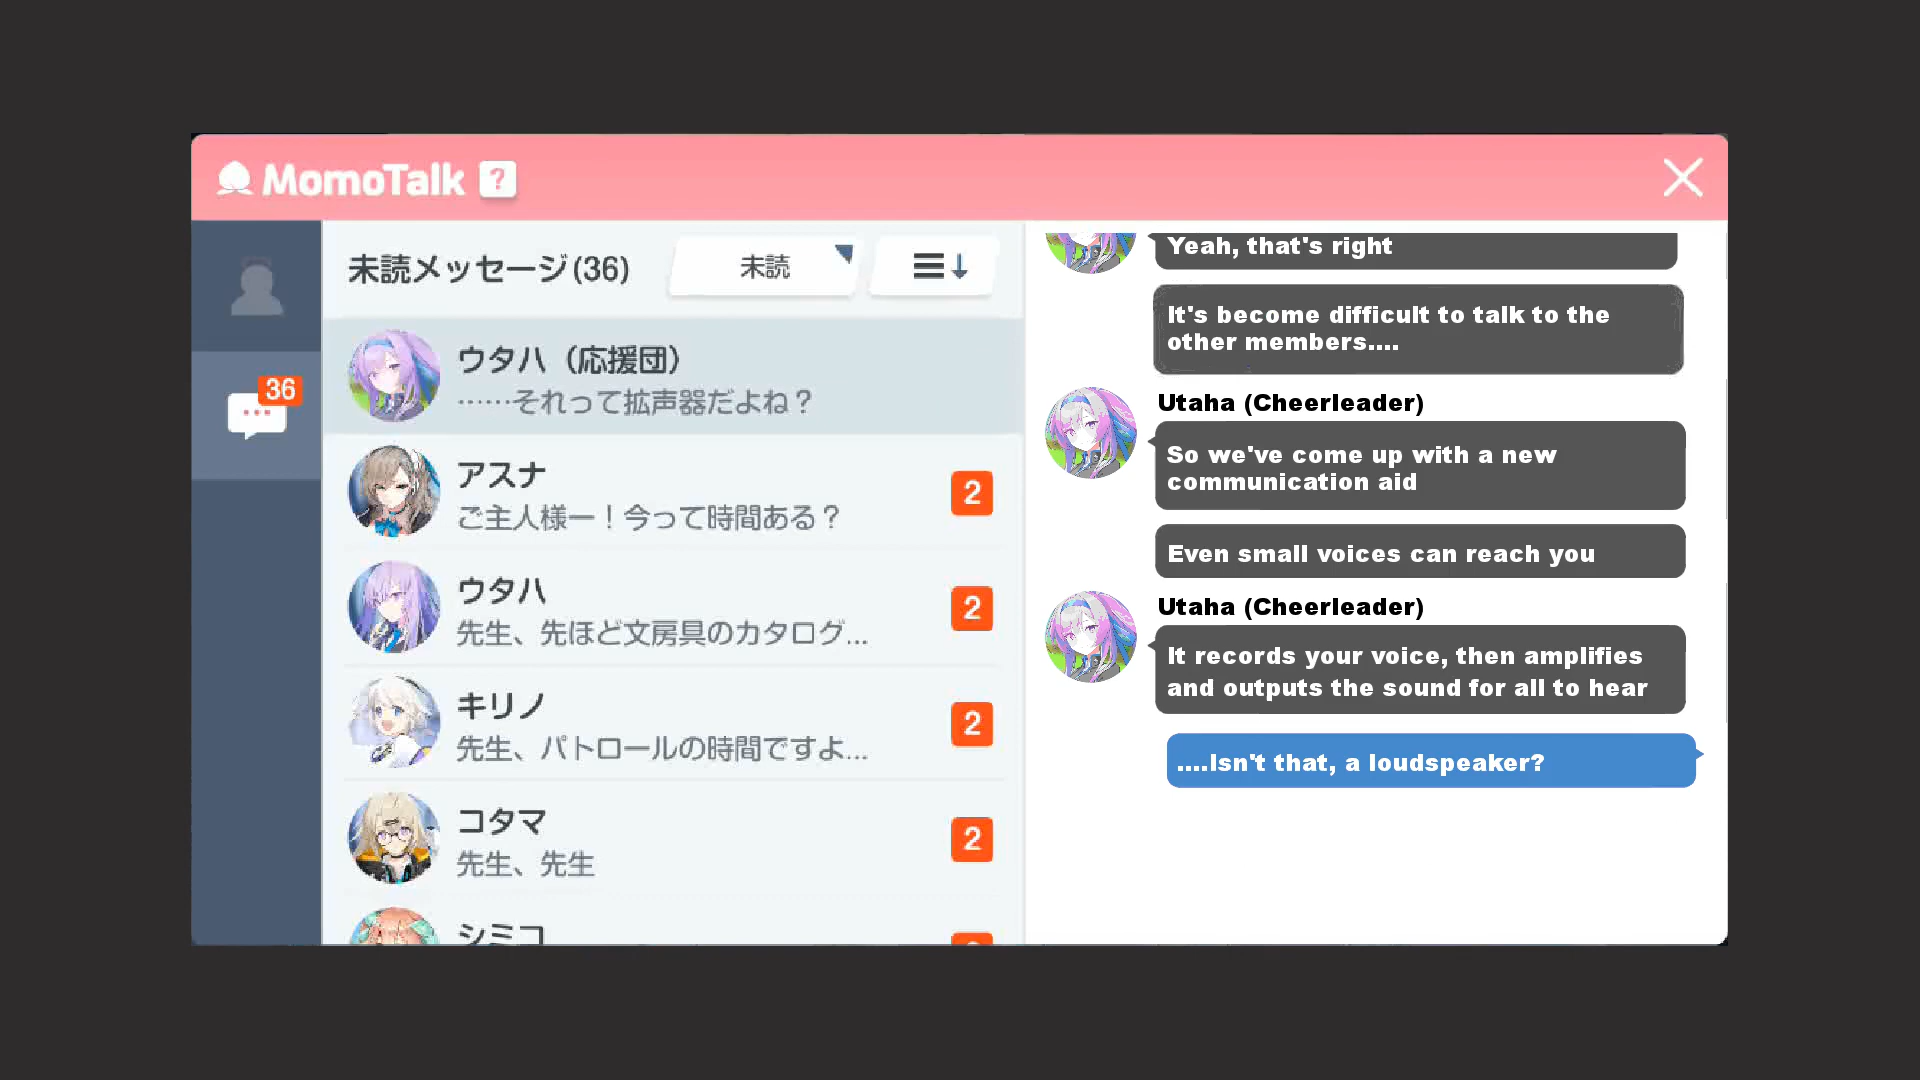 MomoTalk ?
未読メッセージ(36)
未読
36
ウタハ（応援団）
……それって拡声器だよね？
アスナ
ご主人様ー！今って時間ある？
2
ウタハ
先生、先ほど文房具のカタログ...
2
キリノ
先生、パトロールの時間ですよ...
2
コタマ
先生、先生
2
シミコ
Yeah, that's right
It's become difficult to talk to the
other members....
Utaha (Cheerleader)
So we've come up with a new
communication aid
Even small voices can reach you
Utaha (Cheerleader)
It records your voice, then amplifies
and outputs the sound for all to hear
....Isn't that, a loudspeaker?